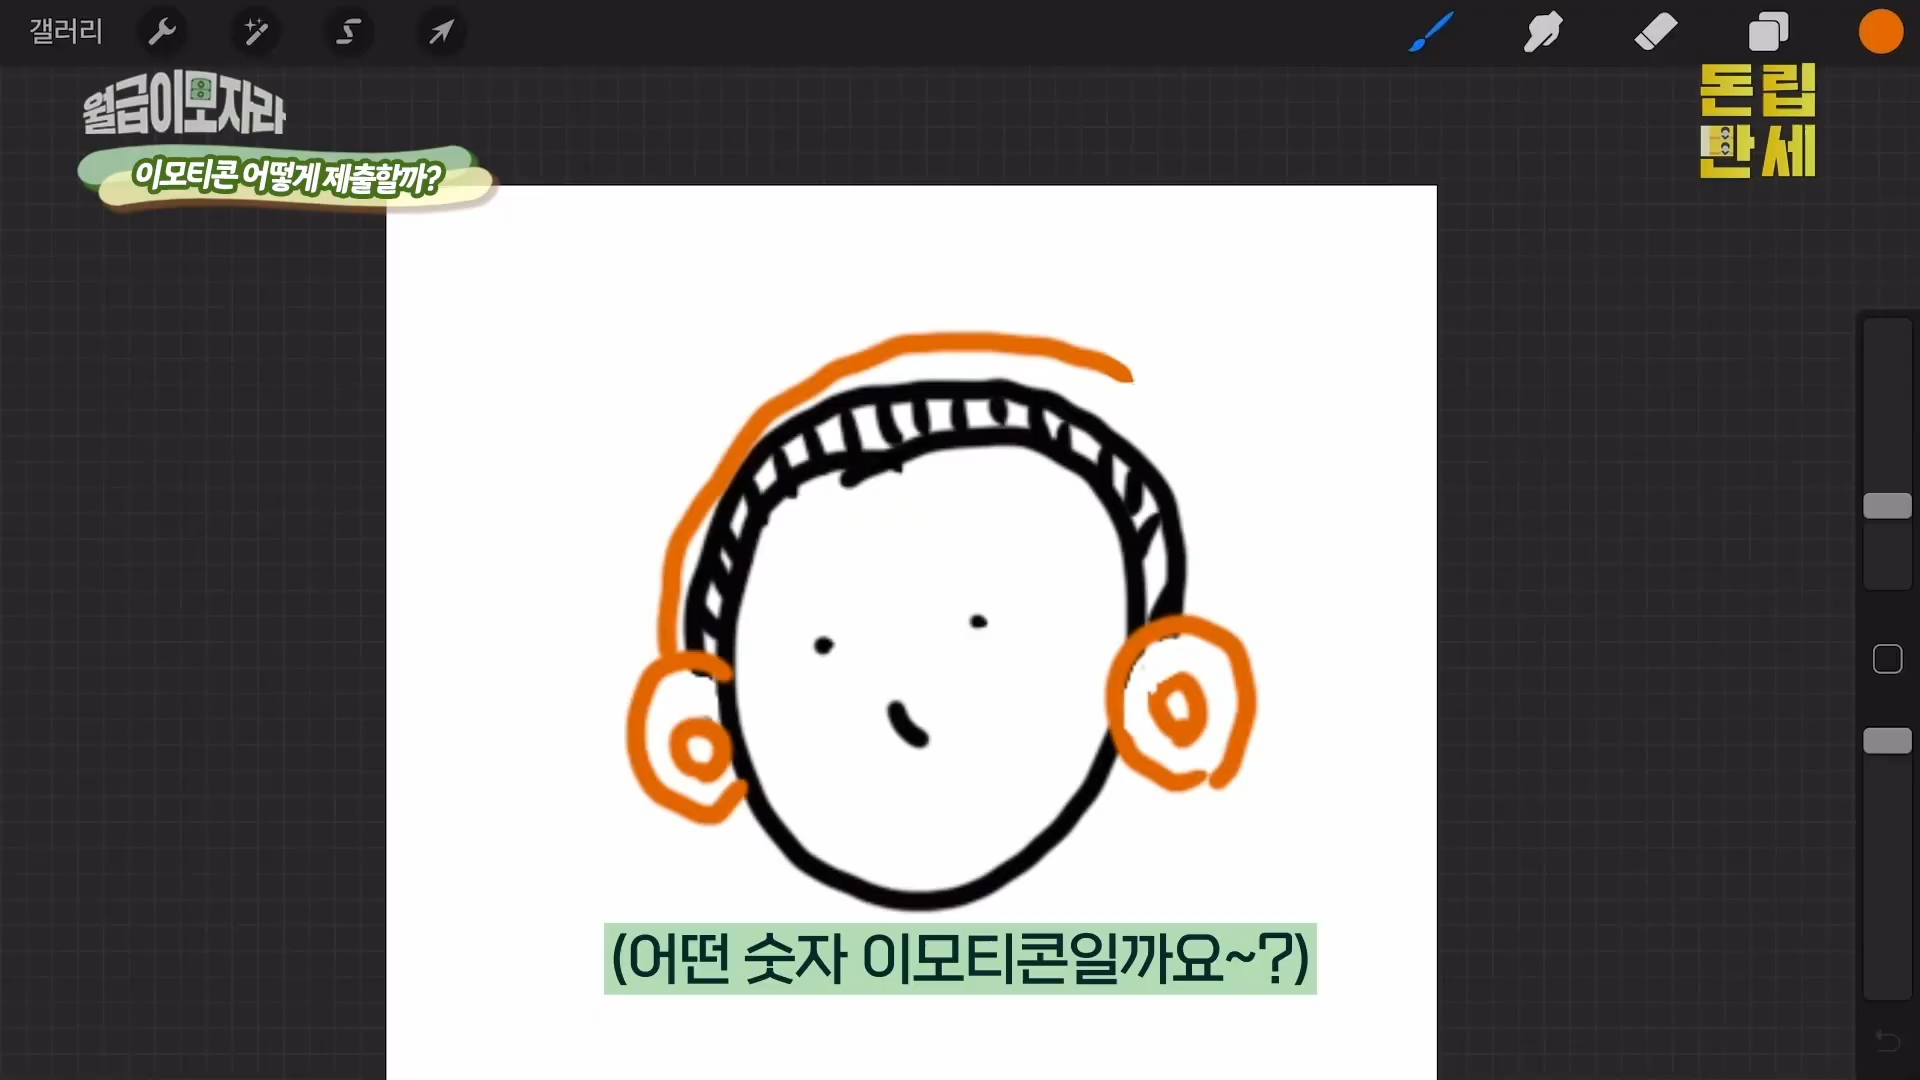 갤러리
월급이모자라
돈립
만세
이모티콘 어떻게 제출할까?
(어떤 숫자 이모티콘일까요~?)